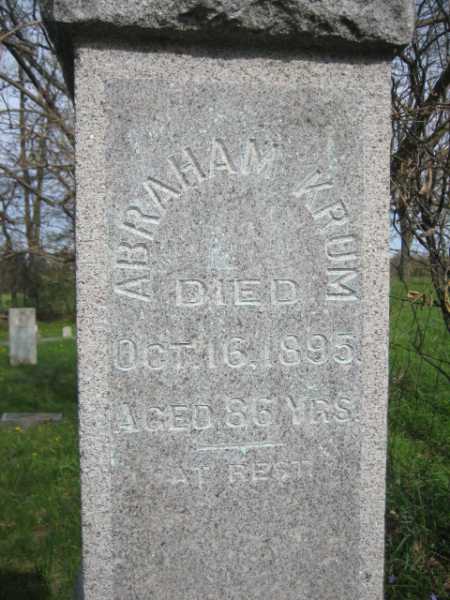 ABRAHAM KRUM
DIED
OCT. 16, 1895.
AGED 86 YRS.
AT REST